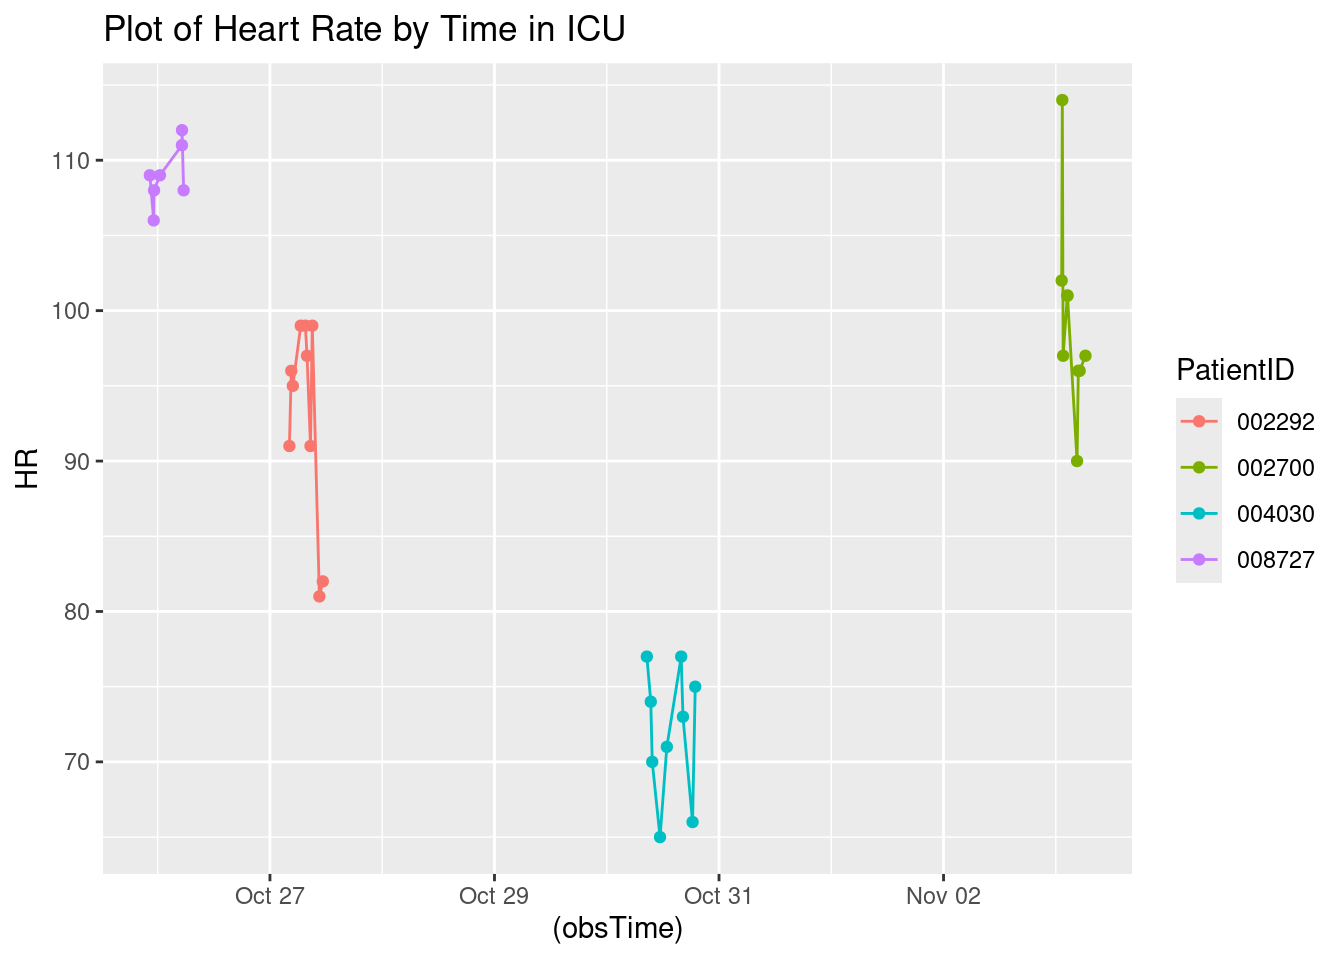 Plot of Heart Rate by Time in ICU
110
100
90
80
70
HR
Oct 27
Oct 29
Oct 31
Nov 02
(obsTime)
PatientID
002292
002700
004030
008727